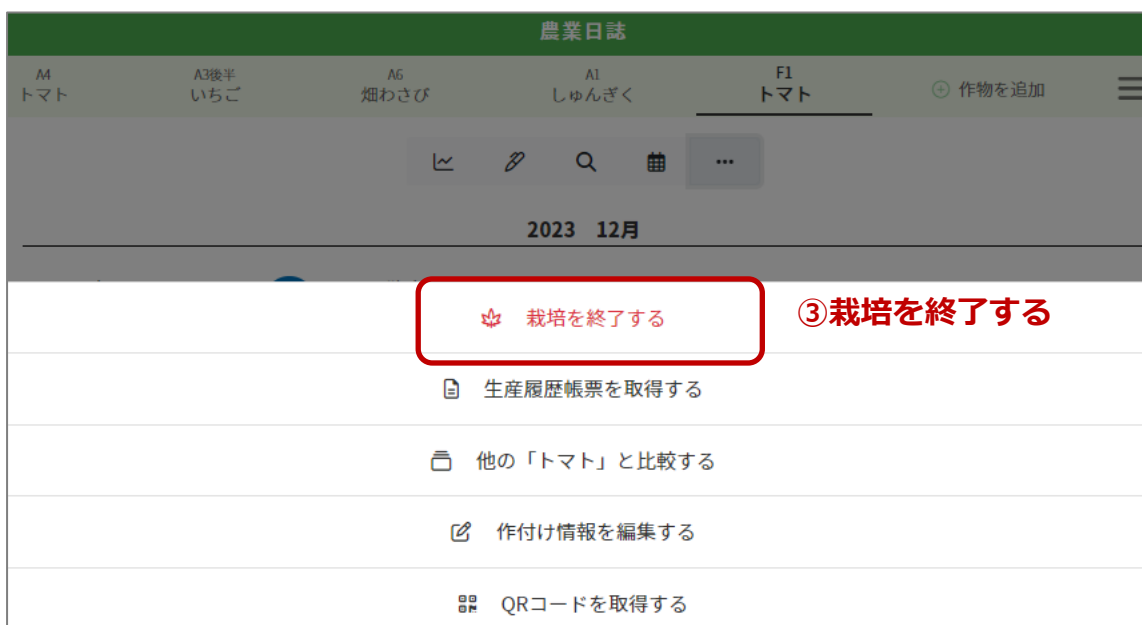 農業日誌
A4 A3後半 A6 A1 F1
トマト いちご 畑わさび しゅんぎく トマト 作物を追加
2023 12月
栽培を終了する ③栽培を終了する
生産履歴帳票を取得する
他の「トマト」と比較する
作付け情報を編集する
QRコードを取得する